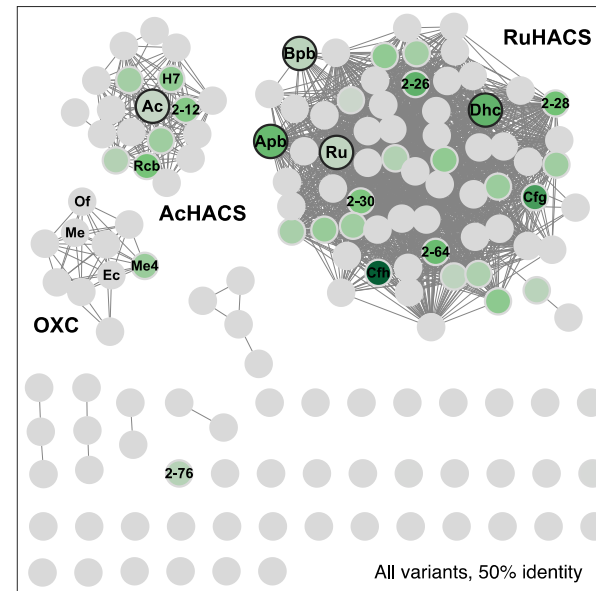 Bpb
RuHACS
H7
2-26
Ac
2-12
Dhc
2-28
Apb
Ru
Rcb
Of
AcHACS
2-30
Cfg
Me
2-64
Ec
Me4
Cfh
OXC
2-76
All variants, 50% identity